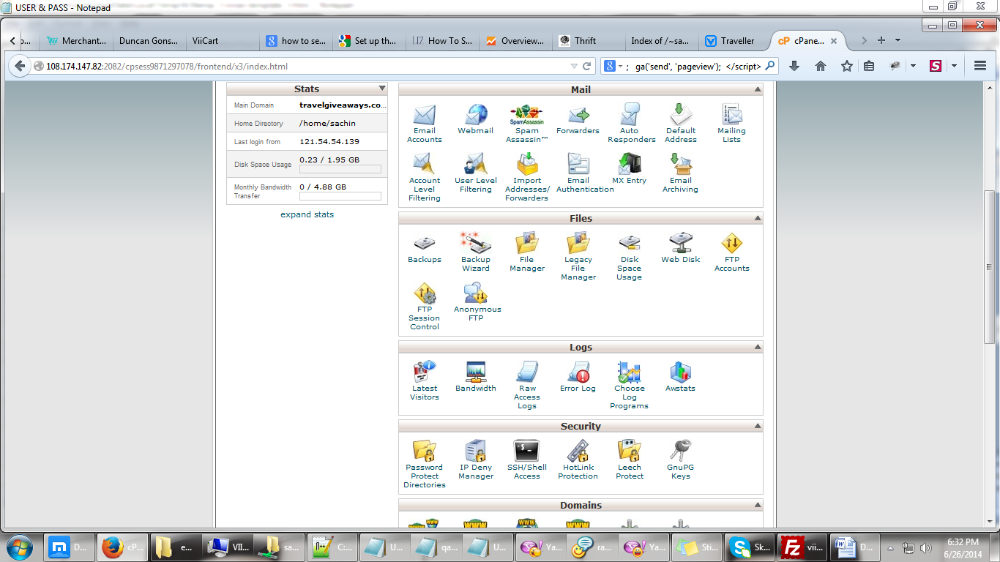 USER & PASS - Notepad
o...
Merchant...
Duncan Gons...
ViiCart
how to se...
Set up th...
How To S...
Overview...
Thrift
Index of /~sa...
Traveller
cP cPane...
108.174.147.82:2082/cpsess9871297078/frontend/x3/index.html
; ga('send', 'pageview'); </script>
Stats
Main Domain travelgiveaways.co...
Home Directory /home/sachin
Last login from 121.54.54.139
Disk Space Usage 0.23 / 1.95 GB
Monthly Bandwidth
Transfer
0 / 4.88 GB
expand stats
Mail
Email
Accounts
Webmail
SpamAssassin
Spam
Assassin™
Forwarders
Auto
Responders
Default
Address
Mailing
Lists
Account
Level
Filtering
User Level
Filtering
Import
Addresses/
Forwarders
Email
Authentication
MX Entry
Email
Archiving
Files
Backups
Backup
Wizard
File
Manager
Legacy
File
Manager
Disk
Space
Usage
Web Disk
FTP
Accounts
FTP
Session
Control
Anonymous
FTP
Logs
Latest
Visitors
Bandwidth
Raw
Access
Logs
Error Log
Choose
Log
Programs
Awstats
Security
Password
Protect
Directories
IP Deny
Manager
SSH/Shell
Access
HotLink
Protection
Leech
Protect
GnuPG
Keys
Domains
D...
cP...
e...
VII...
sa...
C:...
U...
qa...
U...
Ya...
ra...
Ya...
Sti...
Sk...
vii...
D...
6:32 PM
6/26/2014